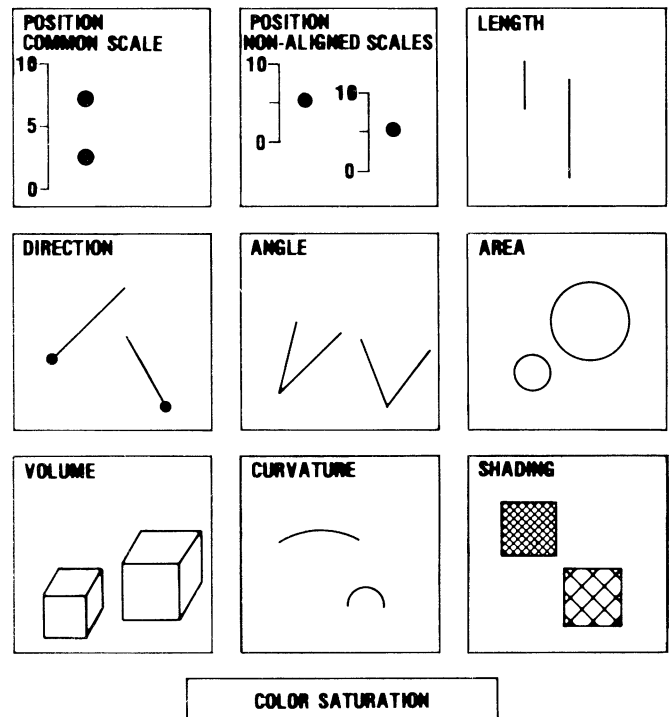 POSITION
COMMON SCALE
10
5
0
POSITION
NON-ALIGNED SCALES
10
0
10
0
LENGTH
DIRECTION
ANGLE
AREA
VOLUME
CURVATURE
SHADING
COLOR SATURATION